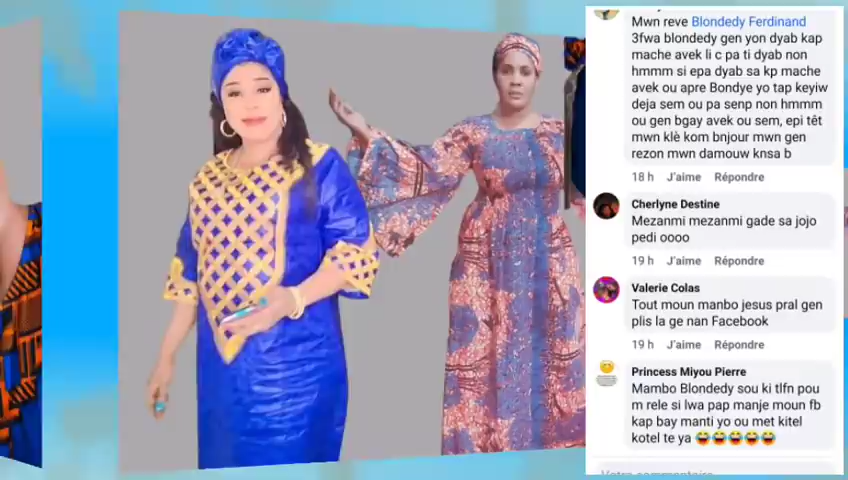 Mwn reve Blondedy Ferdinand
3fwa blondedy gen yon dyab kap
mache avek li c pa ti dyab non
hmmm si epa dyab sa kp mache
avek ou apre Bondye yo tap keyiw
deja sem ou pa senp non hmmm
ou gen bgay avek ou sem, epi tèt
mwn klè kom bnjour mwn gen
rezon mwn damouw knsa b
18 h J'aime Répondre
Cherlyne Destine
Mezanmi mezanmi gade sa jojo
pedi oooo
19 h J'aime Répondre
Valerie Colas
Tout moun manbo jesus pral gen
plis la ge nan Facebook
19 h J'aime Répondre
Princess Miyou Pierre
Mambo Blondedy sou ki tlfn pou
m rele si lwa pap manje moun fb
kap bay manti yo ou met kitel
kotel te ya 😂😂😂😂😂
Votre commentaire